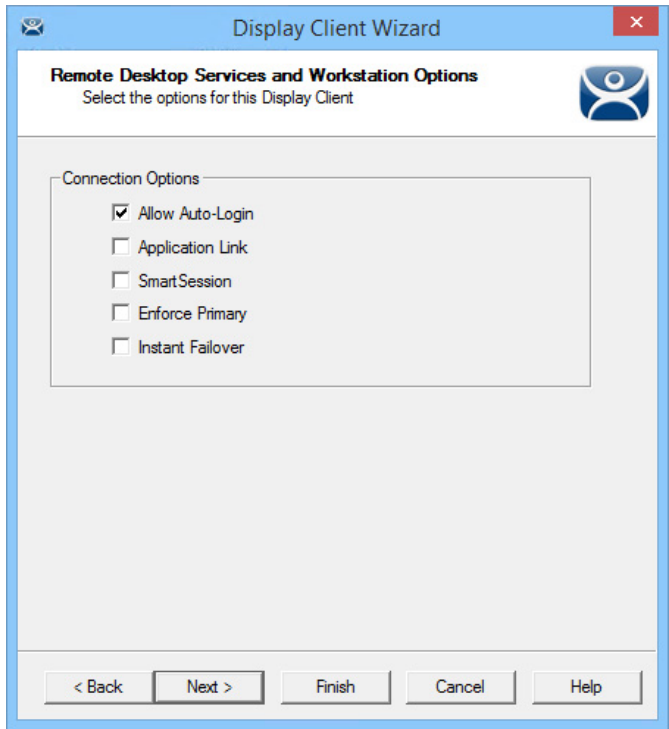 Display Client Wizard
Remote Desktop Services and Workstation Options
Select the options for this Display Client
Connection Options
Allow Auto-Login
Application Link
SmartSession
Enforce Primary
Instant Failover
< Back Next > Finish Cancel Help